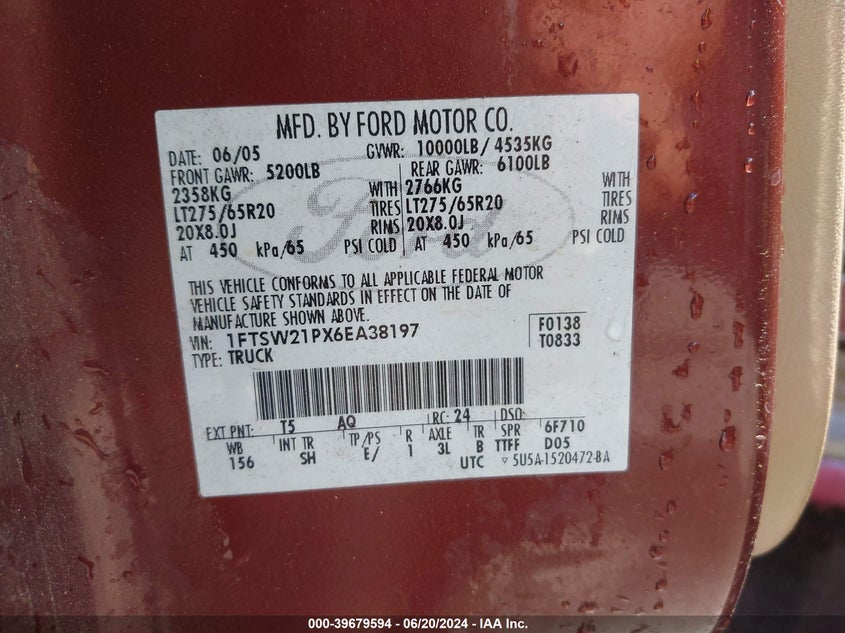 MFD. BY FORD MOTOR CO.
DATE: 06/05 GVWR: 10000LB/ 4535KG
FRONT GAWR: 5200LB REAR GAWR: 6100LB
2358KG WITH 2766KG WITH
LT275/65R20 TIRES LT275/65R20 TIRES
20X8.0J RIMS 20X8.0J RIMS
AT 450 kPa/65 PSI COLD AT 450 kPa/65 PSI COLD
Ford
THIS VEHICLE CONFORMS TO ALL APPLICABLE FEDERAL MOTOR
VEHICLE SAFETY STANDARDS IN EFFECT ON THE DATE OF
MANUFACTURE SHOWN ABOVE.
VIN: 1FTSW21PX6EA38197 F0138
TYPE: TRUCK T0833
EXT PNT: T5 AQ RC: 24 DSO:
WB INT TR TP/PS R AXLE TR SPR 6F710
156 SH E/ 1 3L B TTFF D05
UTC ▽ 5U5A-1520472-BA
000-39679594 — 06/20/2024 — IAA Inc.